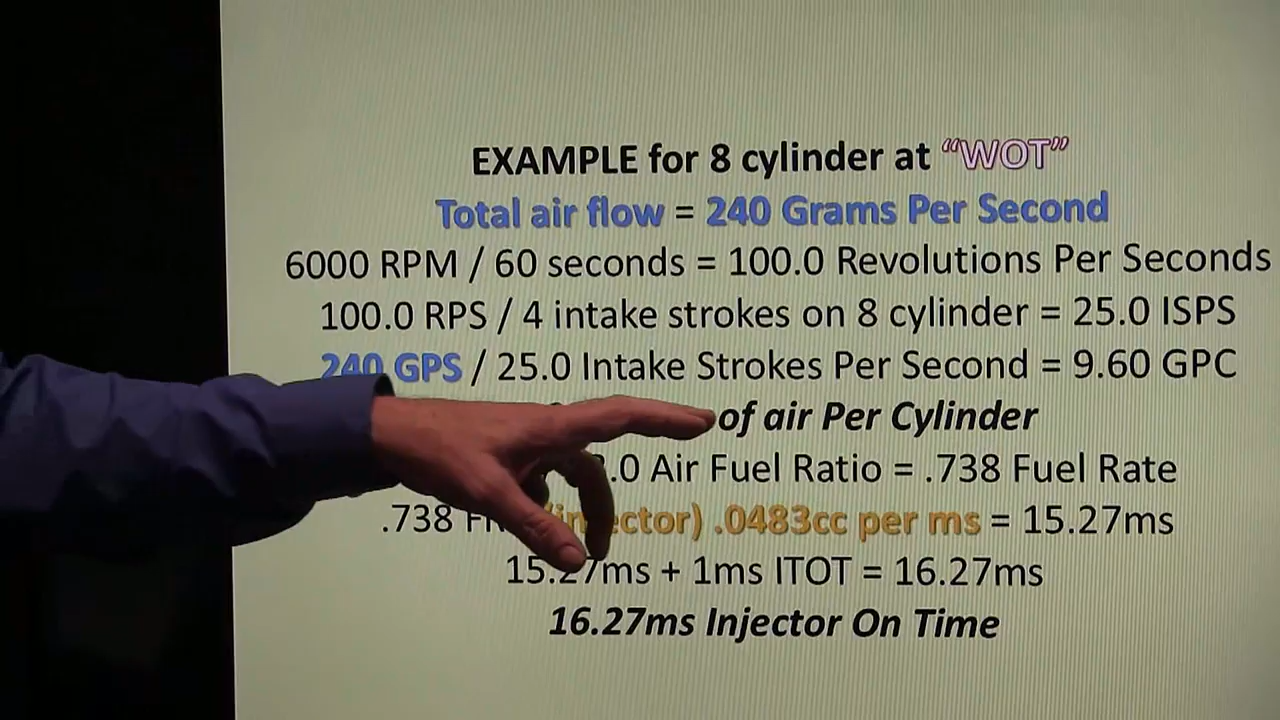 EXAMPLE for 8 cylinder at “WOT”
Total air flow = 240 Grams Per Second
6000 RPM / 60 seconds = 100.0 Revolutions Per Seconds
100.0 RPS / 4 intake strokes on 8 cylinder = 25.0 ISPS
240 GPS / 25.0 Intake Strokes Per Second = 9.60 GPC
of air Per Cylinder
.0 Air Fuel Ratio = .738 Fuel Rate
.738 .0483cc per ms = 15.27ms
15.27ms + 1ms ITOT = 16.27ms
16.27ms Injector On Time